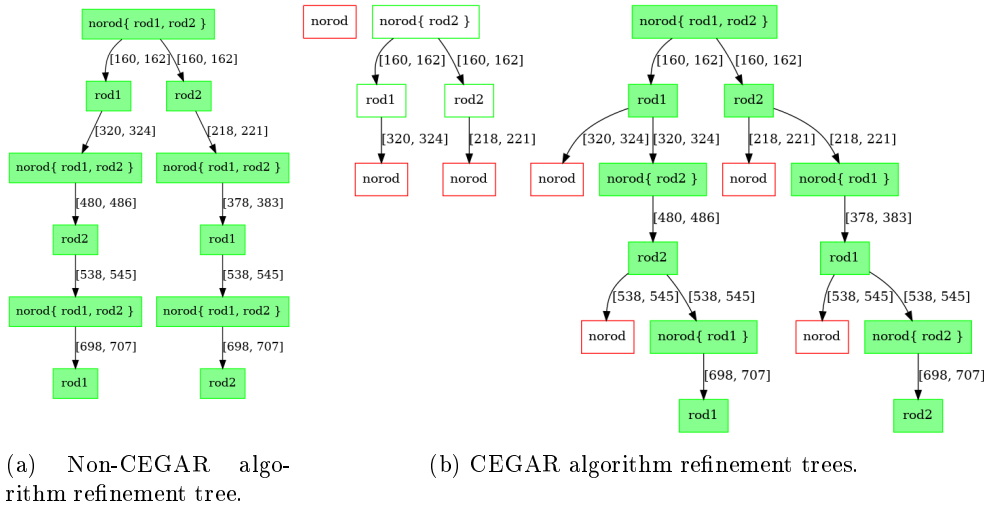 norod{ rod1, rod2 }
[160, 162]
[160, 162]
rod1
rod2
[320, 324]
[218, 221]
norod{ rod1, rod2 }
norod{ rod1, rod2 }
[480, 486]
[378, 383]
rod2
rod1
[538, 545]
[538, 545]
norod{ rod1, rod2 }
norod{ rod1, rod2 }
[698, 707]
[698, 707]
rod1
rod2
(a) Non-CEGAR algo-
rithm refinement tree.
norod
norod{ rod2 }
[160, 162]
[160, 162]
rod1
rod2
[320, 324]
[218, 221]
norod
norod
norod{ rod1, rod2 }
[160, 162]
[160, 162]
rod1
rod2
[320, 324]
[320, 324]
[218, 221]
[218, 221]
norod
norod{ rod2 }
norod
norod{ rod1 }
[480, 486]
[378, 383]
rod2
rod1
[538, 545]
[538, 545]
[538, 545]
[538, 545]
norod
norod{ rod1 }
norod
norod{ rod2 }
[698, 707]
[698, 707]
rod1
rod2
(b) CEGAR algorithm refinement trees.